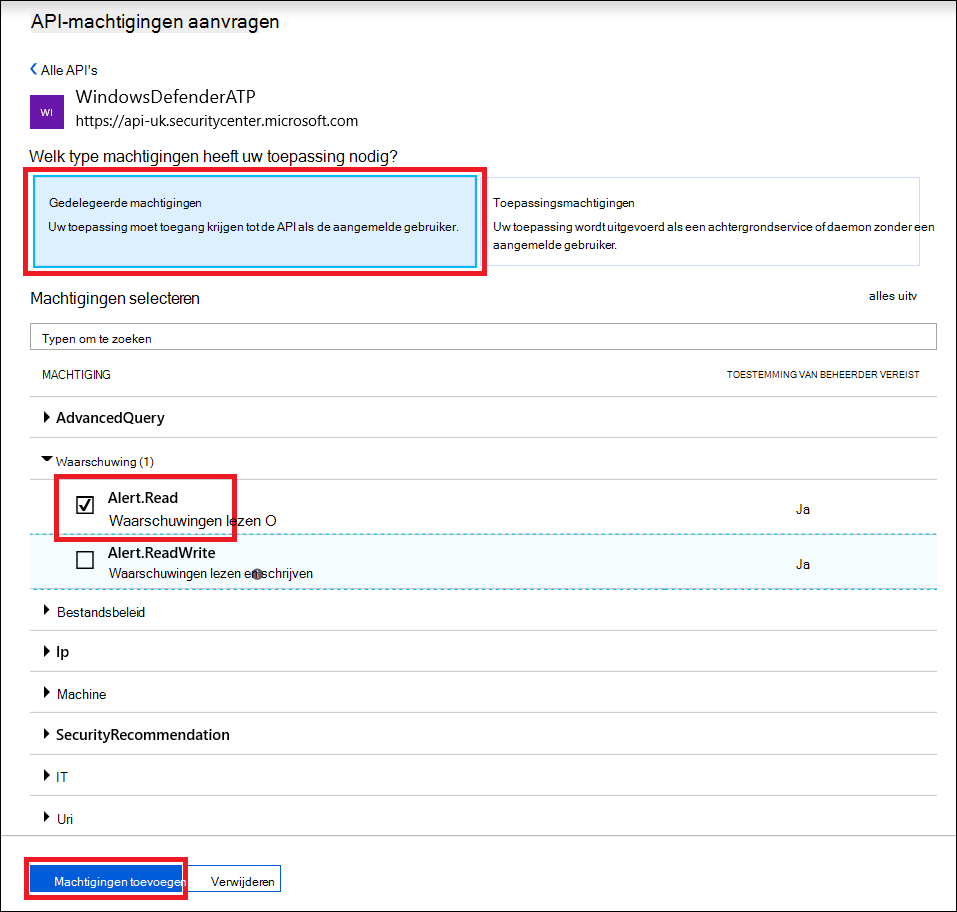 API-machtigingen aanvragen
Alle API's
WI
WindowsDefenderATP
https://api-uk.securitycenter.microsoft.com
Welk type machtigingen heeft uw toepassing nodig?
Gedelegeerde machtigingen
Uw toepassing moet toegang krijgen tot de API als de aangemelde gebruiker.
Toepassingsmachtigingen
Uw toepassing wordt uitgevoerd als een achtergrondservice of daemon zonder een
aangemelde gebruiker.
Machtigingen selecteren
alles uitv
Typen om te zoeken
MACHTIGING
TOESTEMMING VAN BEHEERDER VEREIST
AdvancedQuery
Waarschuwing (1)
Alert.Read
Waarschuwingen lezen O
Ja
Alert.ReadWrite
Waarschuwingen lezen en schrijven
Ja
Bestandsbeleid
Ip
Machine
SecurityRecommendation
IT
Uri
Machtigingen toevoegen
Verwijderen